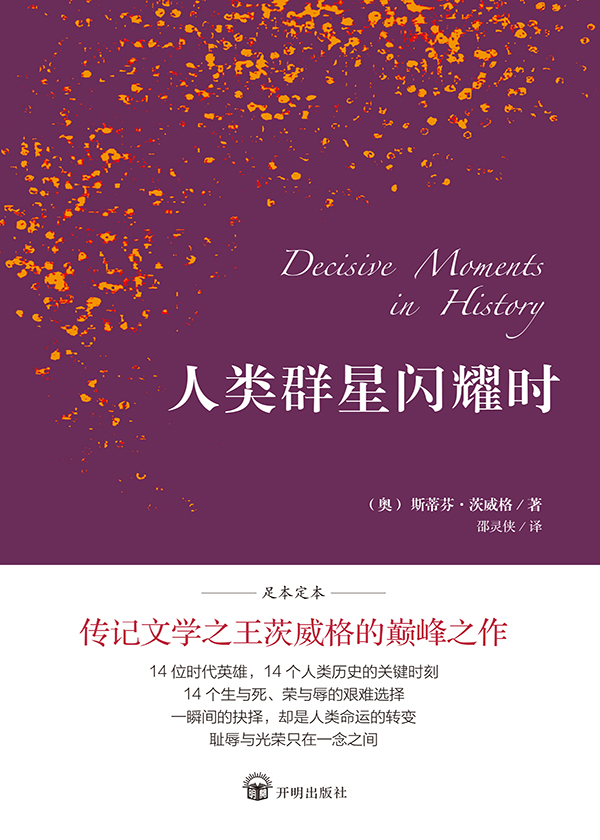 Decisive Moments
in History
人类群星闪耀时
（奥）斯蒂芬·茨威格／著
邵灵侠／译
足本定本
传记文学之王茨威格的巅峰之作
14 位时代英雄，14 个人类历史的关键时刻
14 个生与死、荣与辱的艰难选择
一瞬间的抉择，却是人类命运的转变
耻辱与光荣只在一念之间
开明出版社